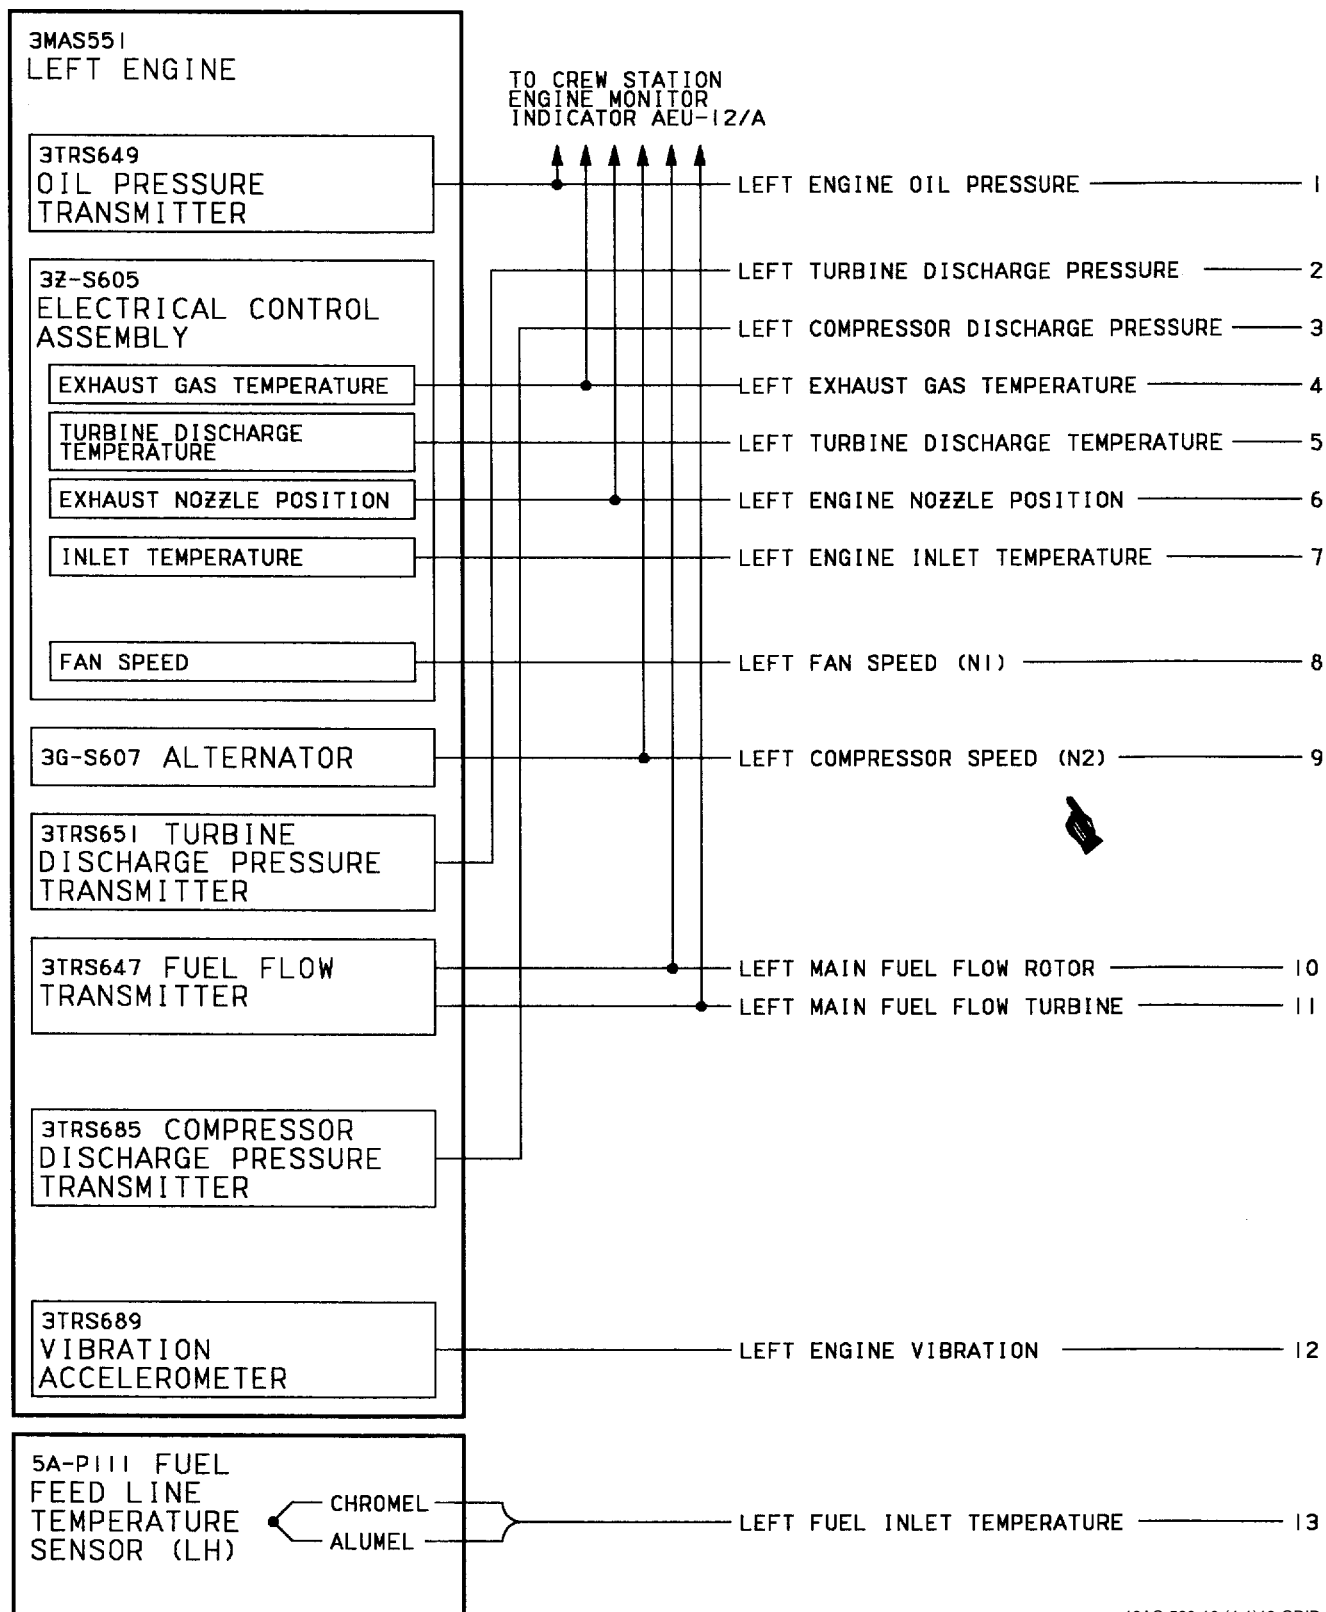 3MAS551
LEFT ENGINE
TO CREW STATION
ENGINE MONITOR
INDICATOR AEU-12/A
3TRS649
OIL PRESSURE
TRANSMITTER
LEFT ENGINE OIL PRESSURE 1
3Z-S605
ELECTRICAL CONTROL
ASSEMBLY
LEFT TURBINE DISCHARGE PRESSURE 2
LEFT COMPRESSOR DISCHARGE PRESSURE 3
EXHAUST GAS TEMPERATURE
LEFT EXHAUST GAS TEMPERATURE 4
TURBINE DISCHARGE
TEMPERATURE
LEFT TURBINE DISCHARGE TEMPERATURE 5
EXHAUST NOZZLE POSITION
LEFT ENGINE NOZZLE POSITION 6
INLET TEMPERATURE
LEFT ENGINE INLET TEMPERATURE 7
FAN SPEED
LEFT FAN SPEED (N1) 8
3G-S607 ALTERNATOR
LEFT COMPRESSOR SPEED (N2) 9
3TRS651 TURBINE
DISCHARGE PRESSURE
TRANSMITTER
3TRS647 FUEL FLOW
TRANSMITTER
LEFT MAIN FUEL FLOW ROTOR 10
LEFT MAIN FUEL FLOW TURBINE 11
3TRS685 COMPRESSOR
DISCHARGE PRESSURE
TRANSMITTER
3TRS689
VIBRATION
ACCELEROMETER
LEFT ENGINE VIBRATION 12
5A-P111 FUEL
FEED LINE
TEMPERATURE
SENSOR (LH)
CHROMEL
ALUMEL
LEFT FUEL INLET TEMPERATURE 13